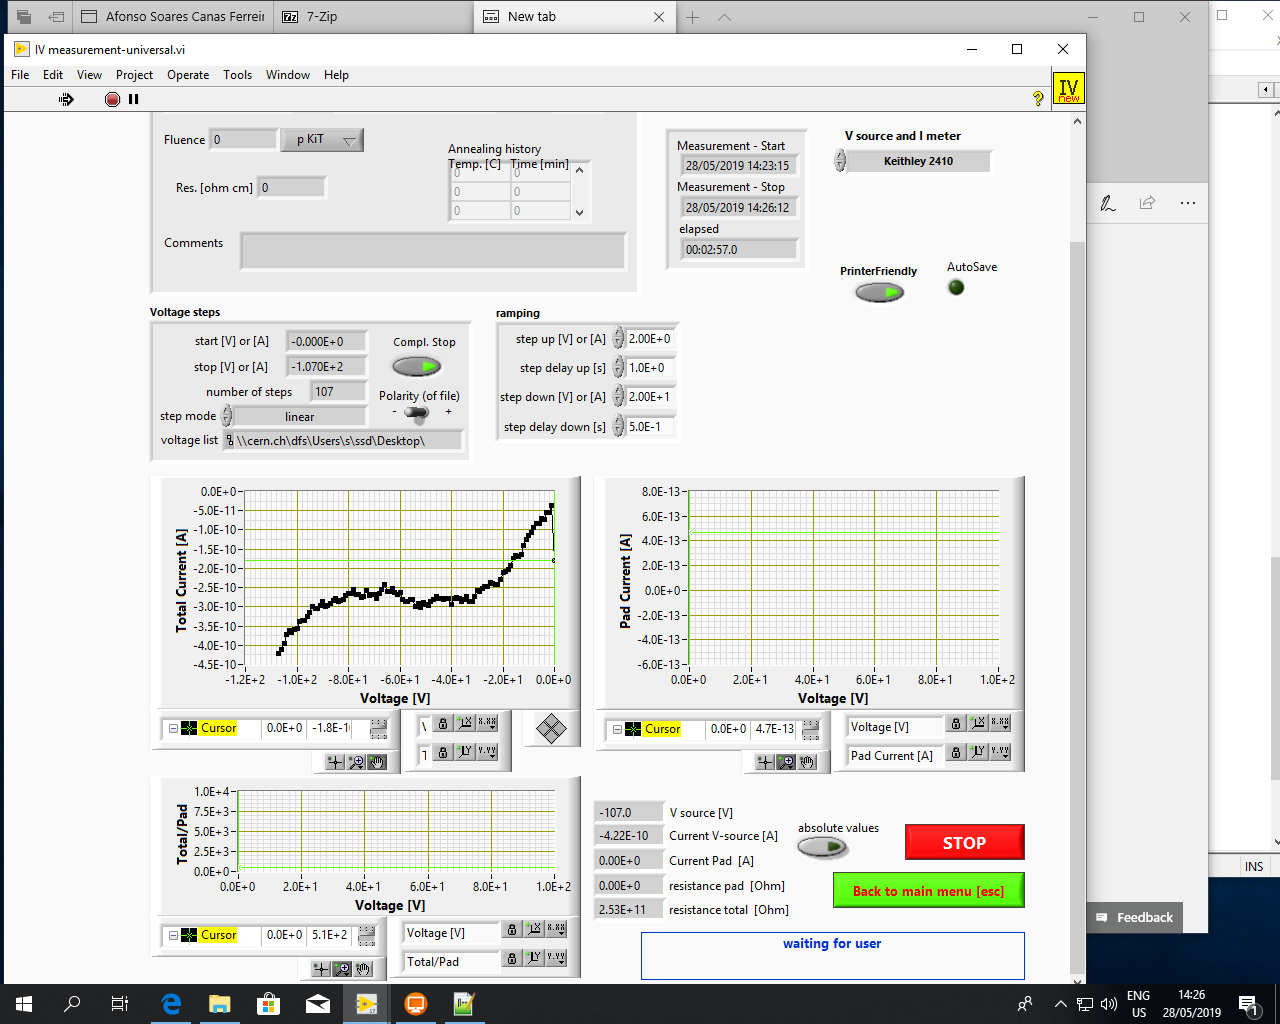 Afonso Soares Canas Ferreir
7-Zip
New tab
IV measurement-universal.vi
File Edit View Project Operate Tools Window Help
IV
new
Fluence 0 p KiT
Res. [ohm cm] 0
Annealing history
Temp. [C] Time [min]
0 0
0 0
0 0
Comments
Measurement - Start
28/05/2019 14:23:15
Measurement - Stop
28/05/2019 14:26:12
elapsed
00:02:57.0
V source and I meter
Keithley 2410
PrinterFriendly
AutoSave
Voltage steps
start [V] or [A] -0.000E+0
stop [V] or [A] -1.070E+2
number of steps 107
step mode linear
voltage list \\cern.ch\dfs\Users\s\ssd\Desktop\
Compl. Stop
Polarity (of file)
- +
ramping
step up [V] or [A] 2.00E+0
step delay up [s] 1.0E+0
step down [V] or [A] 2.00E+1
step delay down [s] 5.0E-1
Total Current [A]
0.0E+0
-5.0E-11
-1.0E-10
-1.5E-10
-2.0E-10
-2.5E-10
-3.0E-10
-3.5E-10
-4.0E-10
-4.5E-10
-1.2E+2 -1.0E+2 -8.0E+1 -6.0E+1 -4.0E+1 -2.0E+1 0.0E+0
Voltage [V]
Cursor 0.0E+0 -1.8E-1
Pad Current [A]
8.0E-13
6.0E-13
4.0E-13
2.0E-13
0.0E+0
-2.0E-13
-4.0E-13
-6.0E-13
0.0E+0 2.0E+1 4.0E+1 6.0E+1 8.0E+1 1.0E+2
Voltage [V]
Cursor 0.0E+0 4.7E-13
Voltage [V]
Pad Current [A]
Total/Pad
1.0E+4
7.5E+3
5.0E+3
2.5E+3
0.0E+0
0.0E+0 2.0E+1 4.0E+1 6.0E+1 8.0E+1 1.0E+2
Voltage [V]
Cursor 0.0E+0 5.1E+2
Voltage [V]
Total/Pad
-107.0 V source [V]
-4.22E-10 Current V-source [A]
0.00E+0 Current Pad [A]
0.00E+0 resistance pad [Ohm]
2.53E+11 resistance total [Ohm]
absolute values
STOP
Back to main menu [esc]
waiting for user
INS
Feedback
ENG
US
14:26
28/05/2019
1